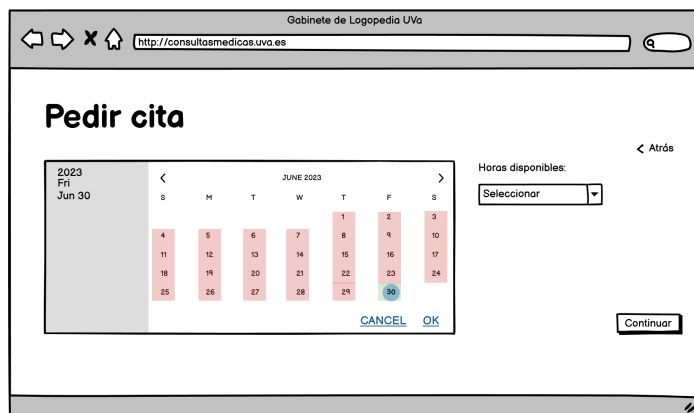 Gabinete de Logopedia UVa
http://consultasmedicas.uva.es
Pedir cita
Atrás
2023
Fri
Jun 30
JUNE 2023
S M T W T F S
1 2 3
4 5 6 7 8 9 10
11 12 13 14 15 16 17
18 19 20 21 22 23 24
25 26 27 28 29 30
CANCEL OK
Horas disponibles:
Seleccionar
Continuar